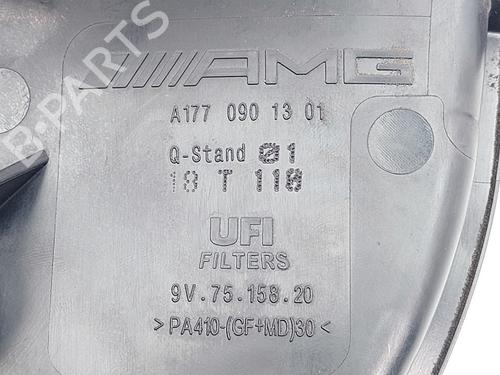 AMG
A177 090 13 01
Q-Stand 01
18 T 110
UFI
FILTERS
9V.75.158.20
>PA410-(GF+MD)30<
B-PARTS
B-PARTS